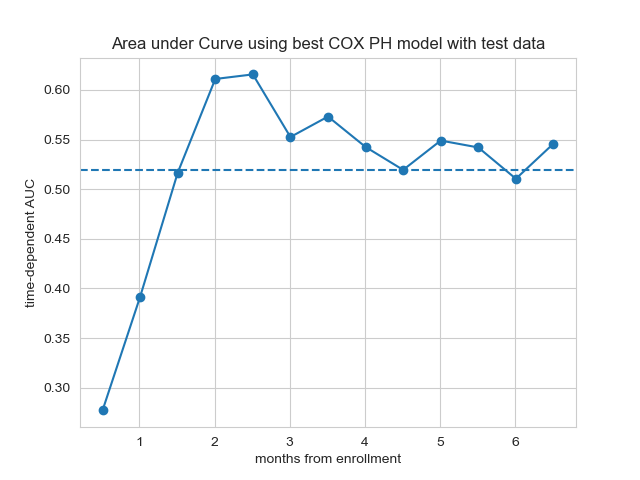 Area under Curve using best COX PH model with test data
time-dependent AUC
0.60
0.55
0.50
0.45
0.40
0.35
0.30
1 2 3 4 5 6
months from enrollment